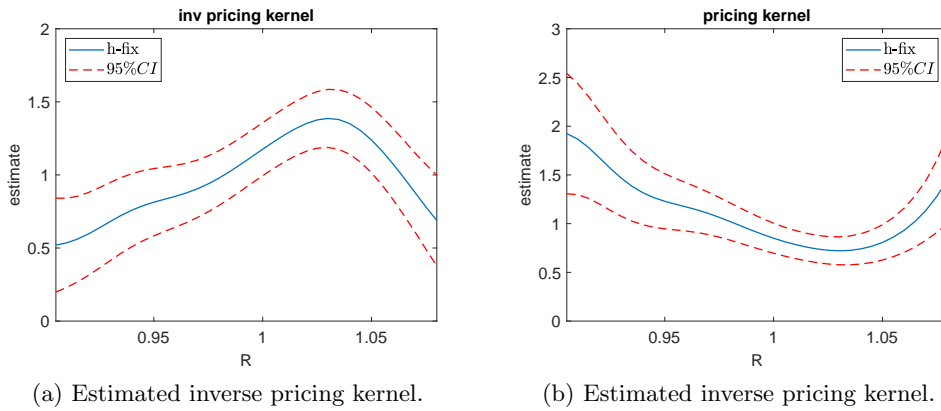 inv pricing kernel
2
1.5
1
0.5
0
estimate
h-fix
95%CI
0.95
1
1.05
R
(a) Estimated inverse pricing kernel.
pricing kernel
3
2.5
2
1.5
1
0.5
0
estimate
h-fix
95%CI
0.95
1
1.05
R
(b) Estimated inverse pricing kernel.